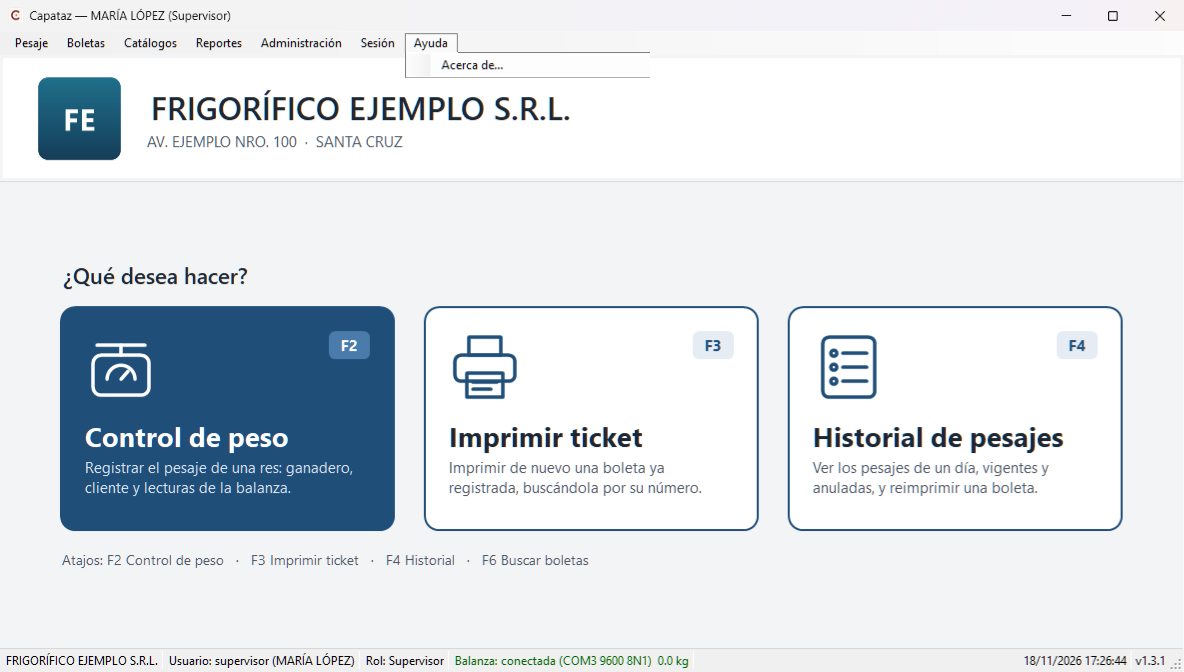 Capataz — MARÍA LÓPEZ (Supervisor)
Pesaje Boletas Catálogos Reportes Administración Sesión Ayuda
Acerca de...
FE
FRIGORÍFICO EJEMPLO S.R.L.
AV. EJEMPLO NRO. 100 · SANTA CRUZ
¿Qué desea hacer?
F2
Control de peso
Registrar el pesaje de una res: ganadero,
cliente y lecturas de la balanza.
F3
Imprimir ticket
Imprimir de nuevo una boleta ya
registrada, buscándola por su número.
F4
Historial de pesajes
Ver los pesajes de un día, vigentes y
anuladas, y reimprimir una boleta.
Atajos: F2 Control de peso · F3 Imprimir ticket · F4 Historial · F6 Buscar boletas
FRIGORÍFICO EJEMPLO S.R.L. Usuario: supervisor (MARÍA LÓPEZ) Rol: Supervisor Balanza: conectada (COM3 9600 8N1) 0.0 kg 18/11/2026 17:26:44 v1.3.1